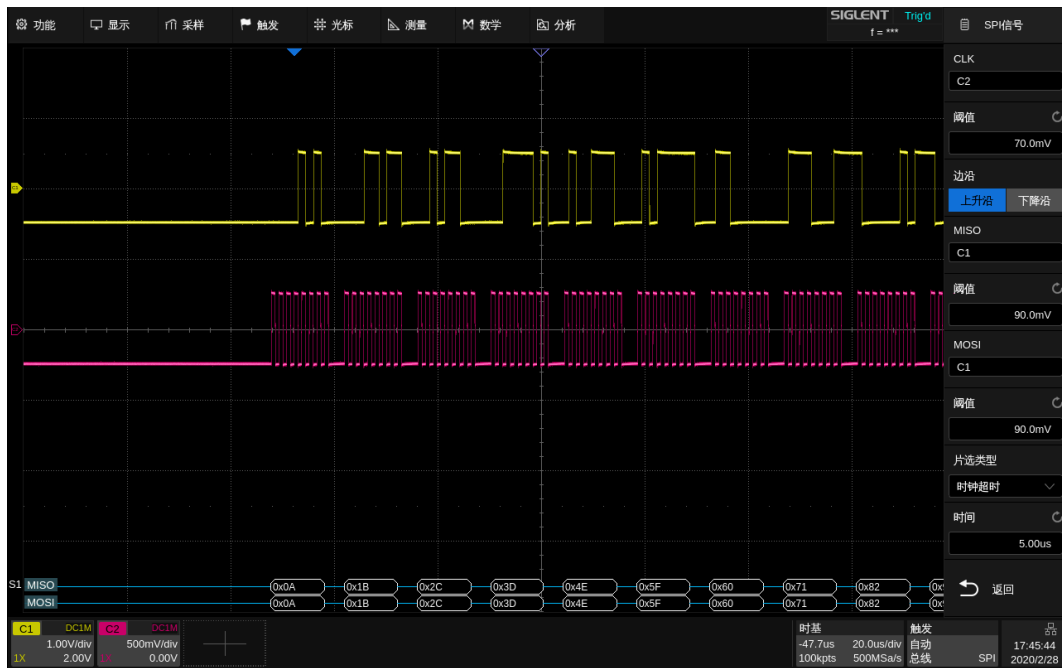 功能 显示 采样 触发 光标 测量 数学 分析 SIGLENT Trig'd
f = ***
SPI信号
CLK
C2
阈值
70.0mV
边沿
上升沿 下降沿
MISO
C1
阈值
90.0mV
MOSI
C1
阈值
90.0mV
片选类型
时钟超时
时间
5.00us
返回
S1 MISO 0x0A 0x1B 0x2C 0x3D 0x4E 0x5F 0x60 0x71 0x82
MOSI 0x0A 0x1B 0x2C 0x3D 0x4E 0x5F 0x60 0x71 0x82
C1 DC1M C2 DC1M 时基 触发
1.00V/div 500mV/div -47.7us 20.0us/div 自动 17:45:44
1X 2.00V 1X 0.00V 100kpts 500MSa/s 总线 SPI 2020/2/28